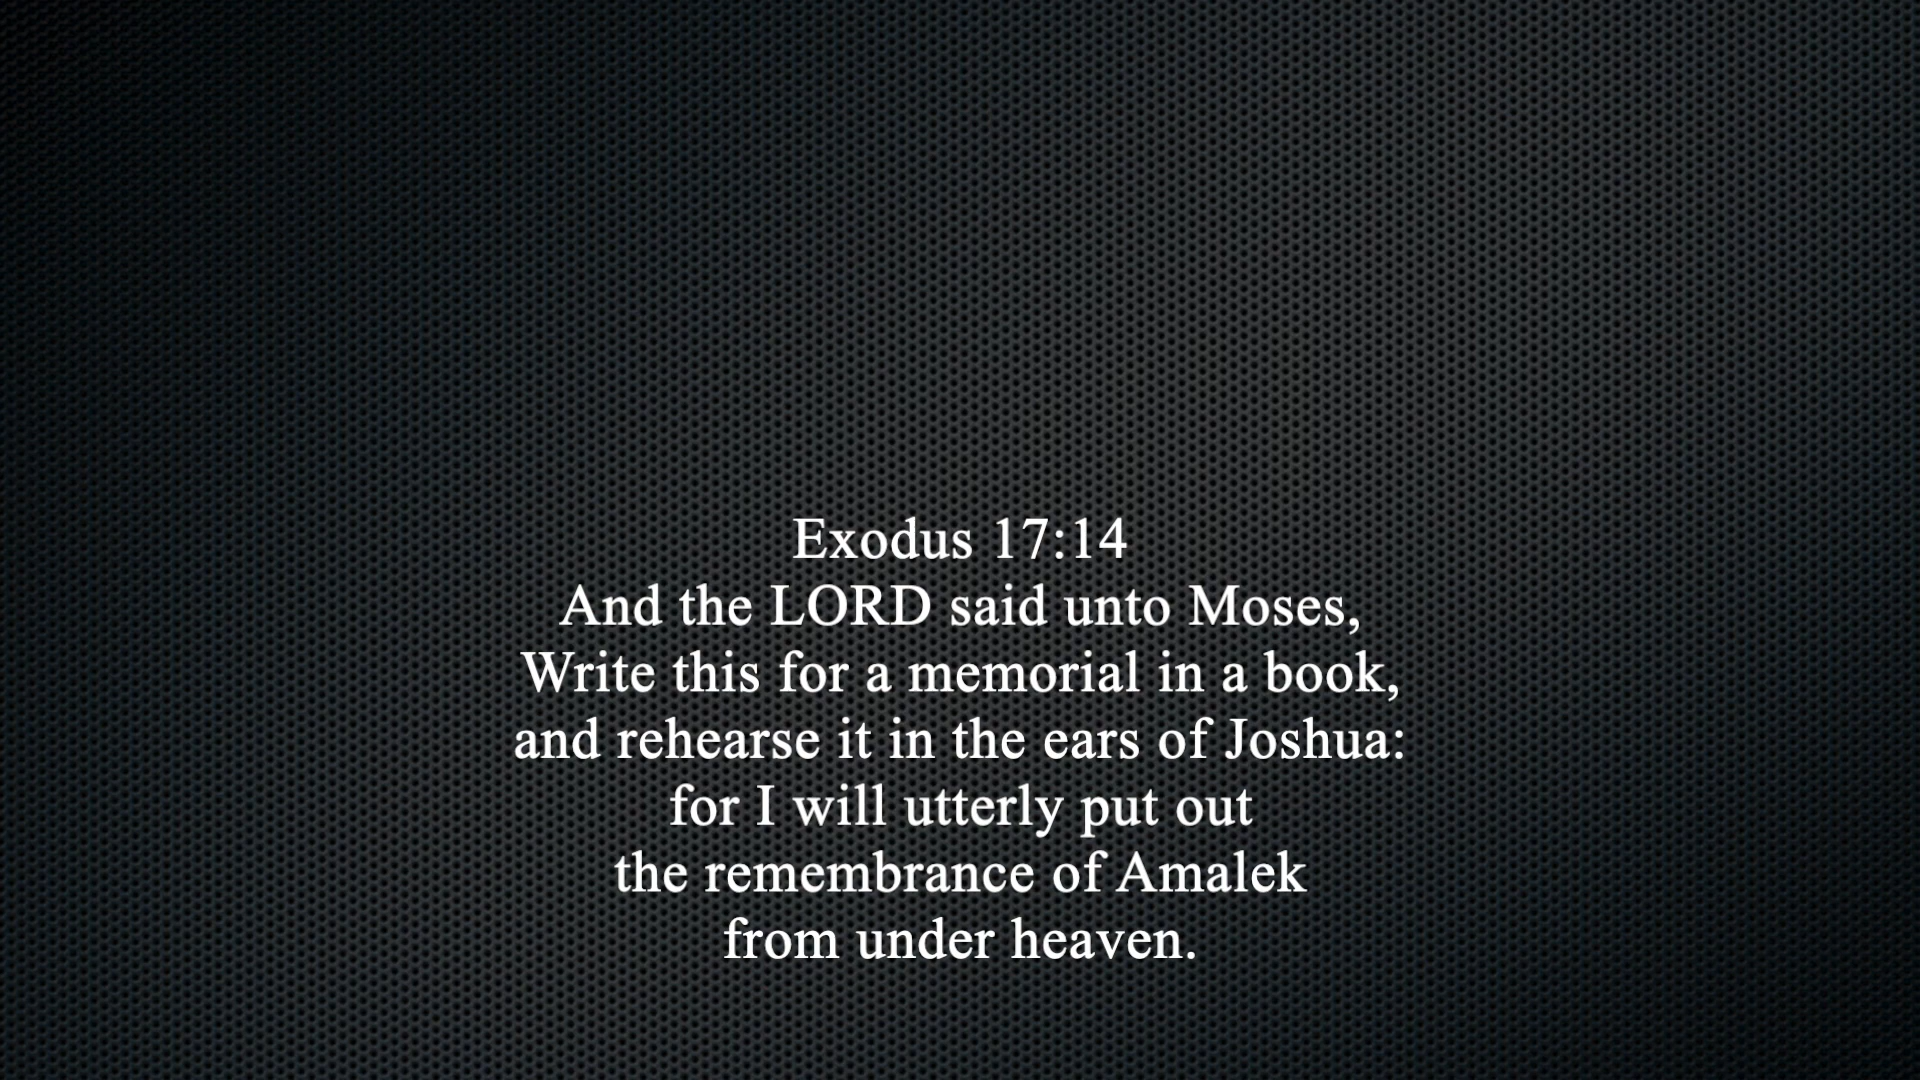 Exodus 17:14
And the LORD said unto Moses,
Write this for a memorial in a book,
and rehearse it in the ears of Joshua:
for I will utterly put out
the remembrance of Amalek
from under heaven.